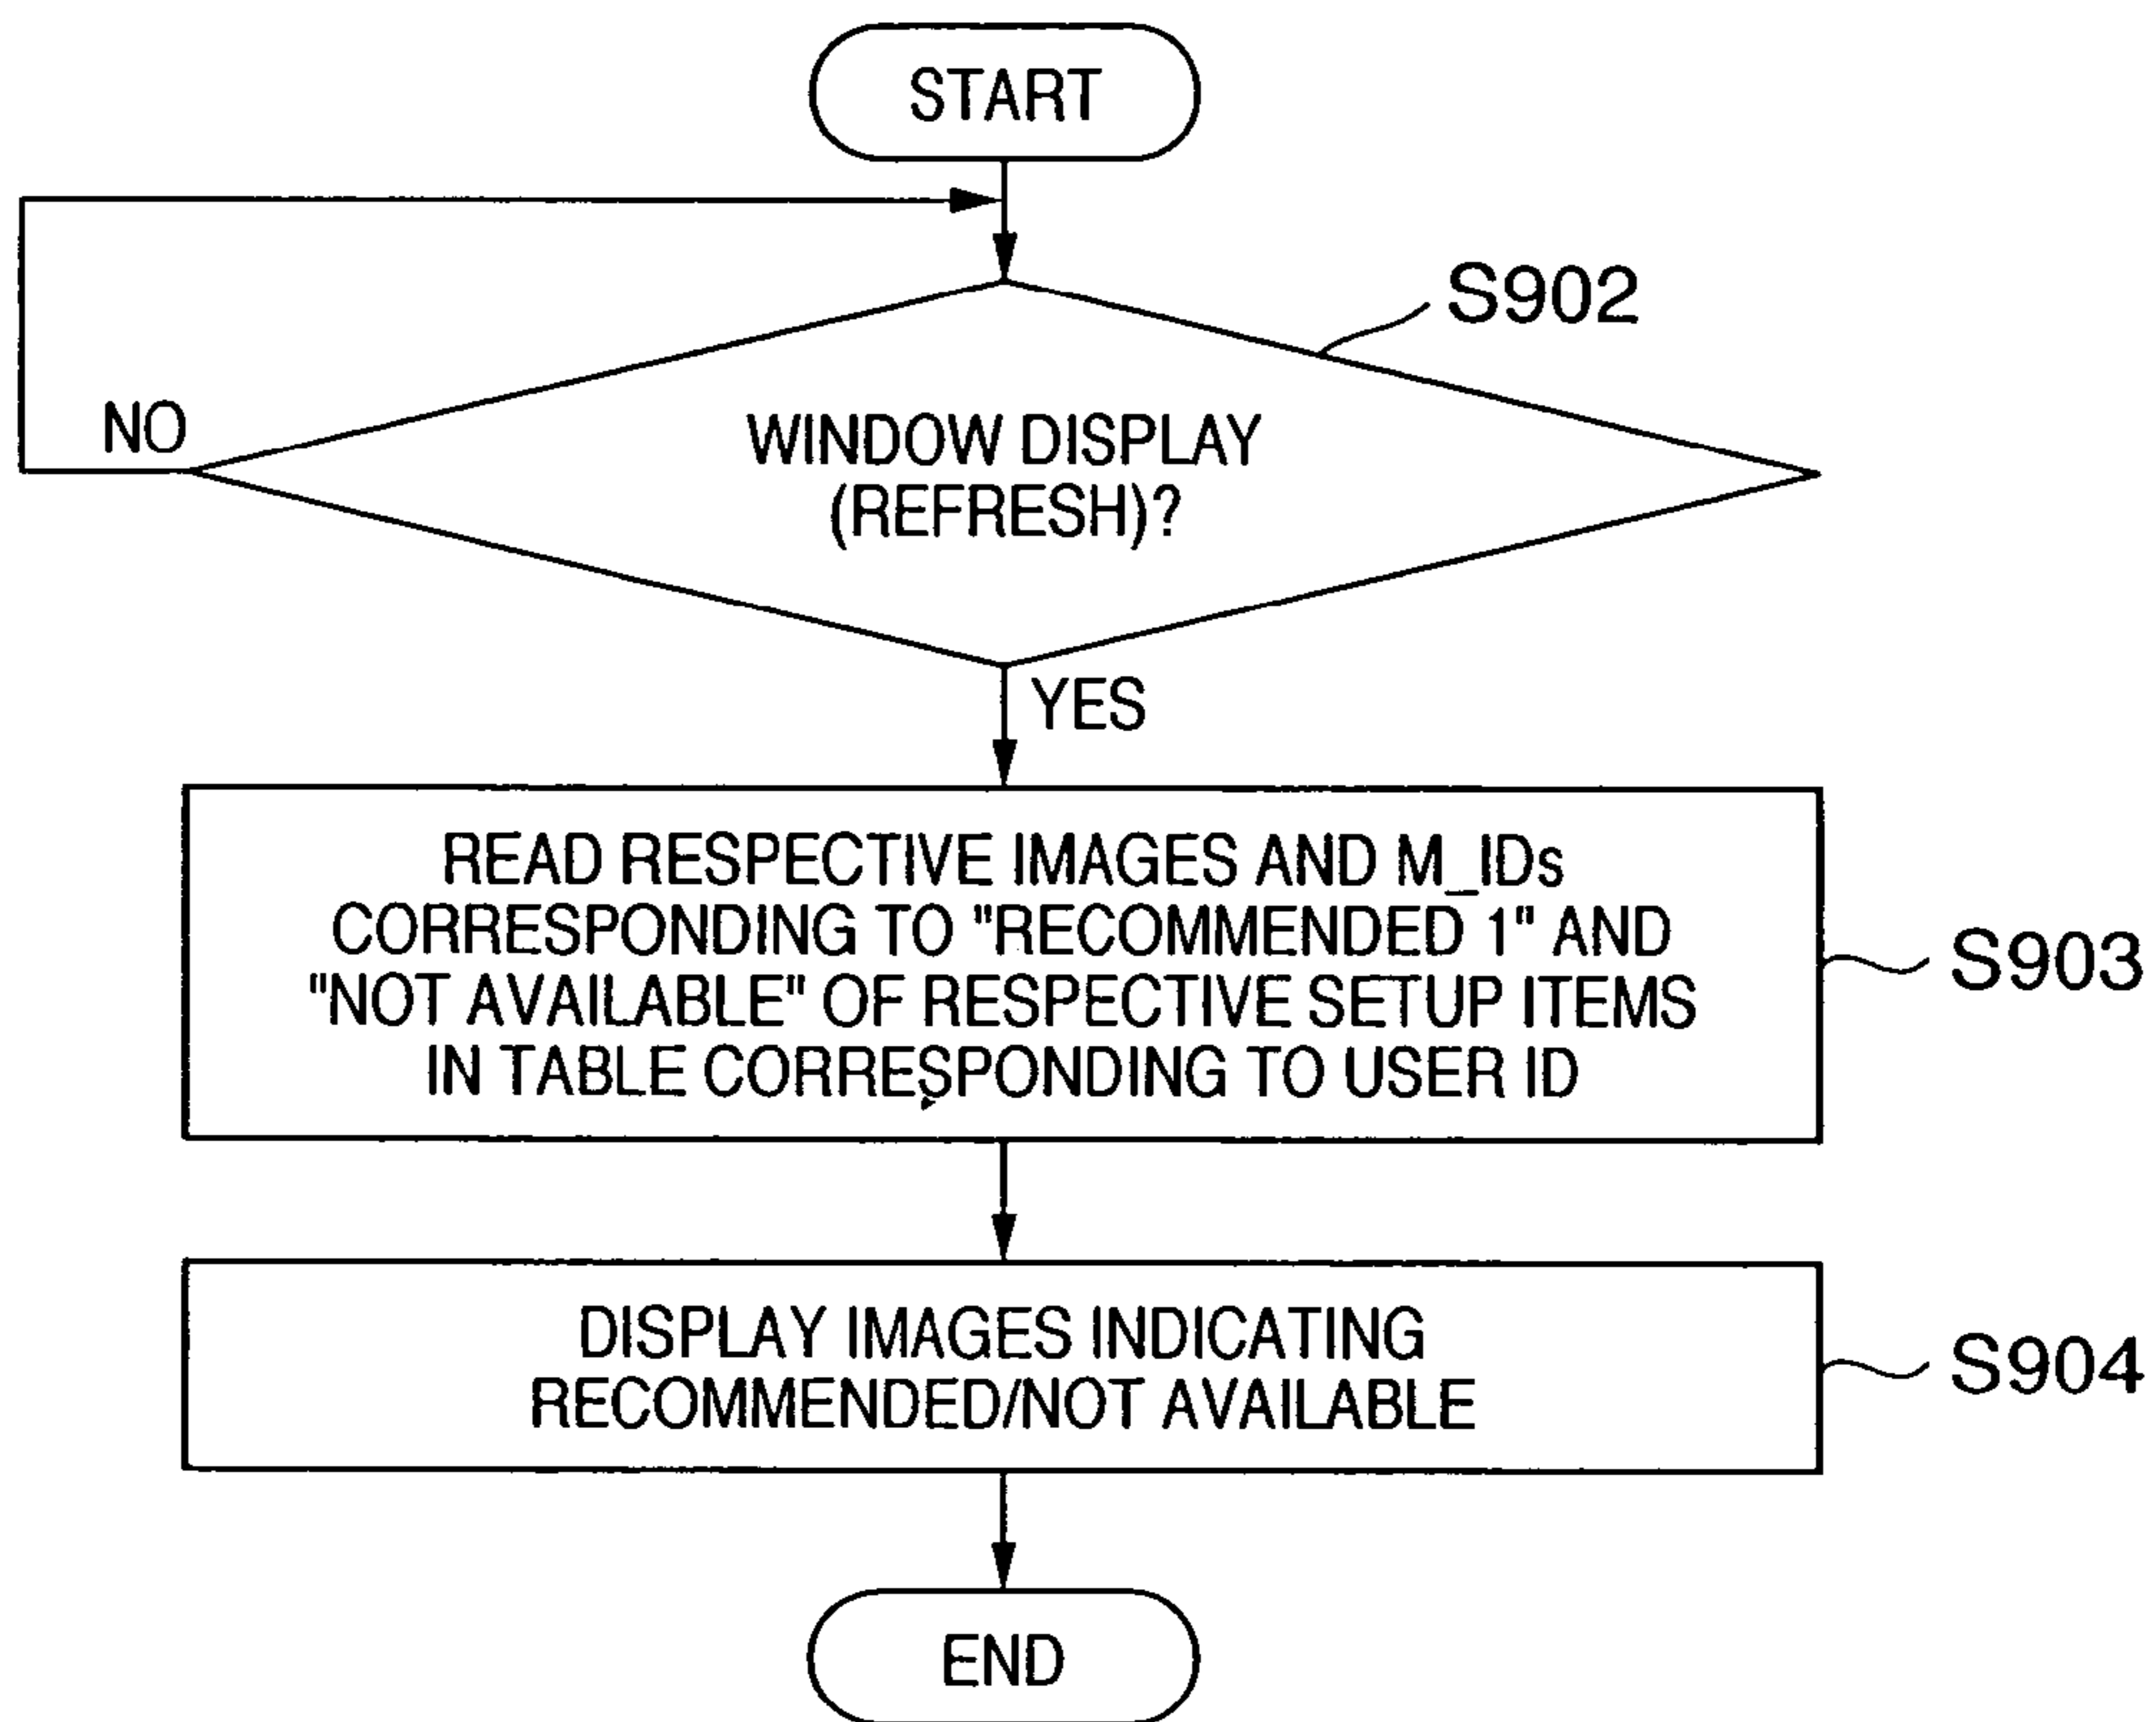 START
S902
NO
WINDOW DISPLAY
(REFRESH)?
YES
READ RESPECTIVE IMAGES AND M_IDs
CORRESPONDING TO "RECOMMENDED 1" AND
"NOT AVAILABLE" OF RESPECTIVE SETUP ITEMS
IN TABLE CORRESPONDING TO USER ID
S903
DISPLAY IMAGES INDICATING
RECOMMENDED/NOT AVAILABLE
S904
END